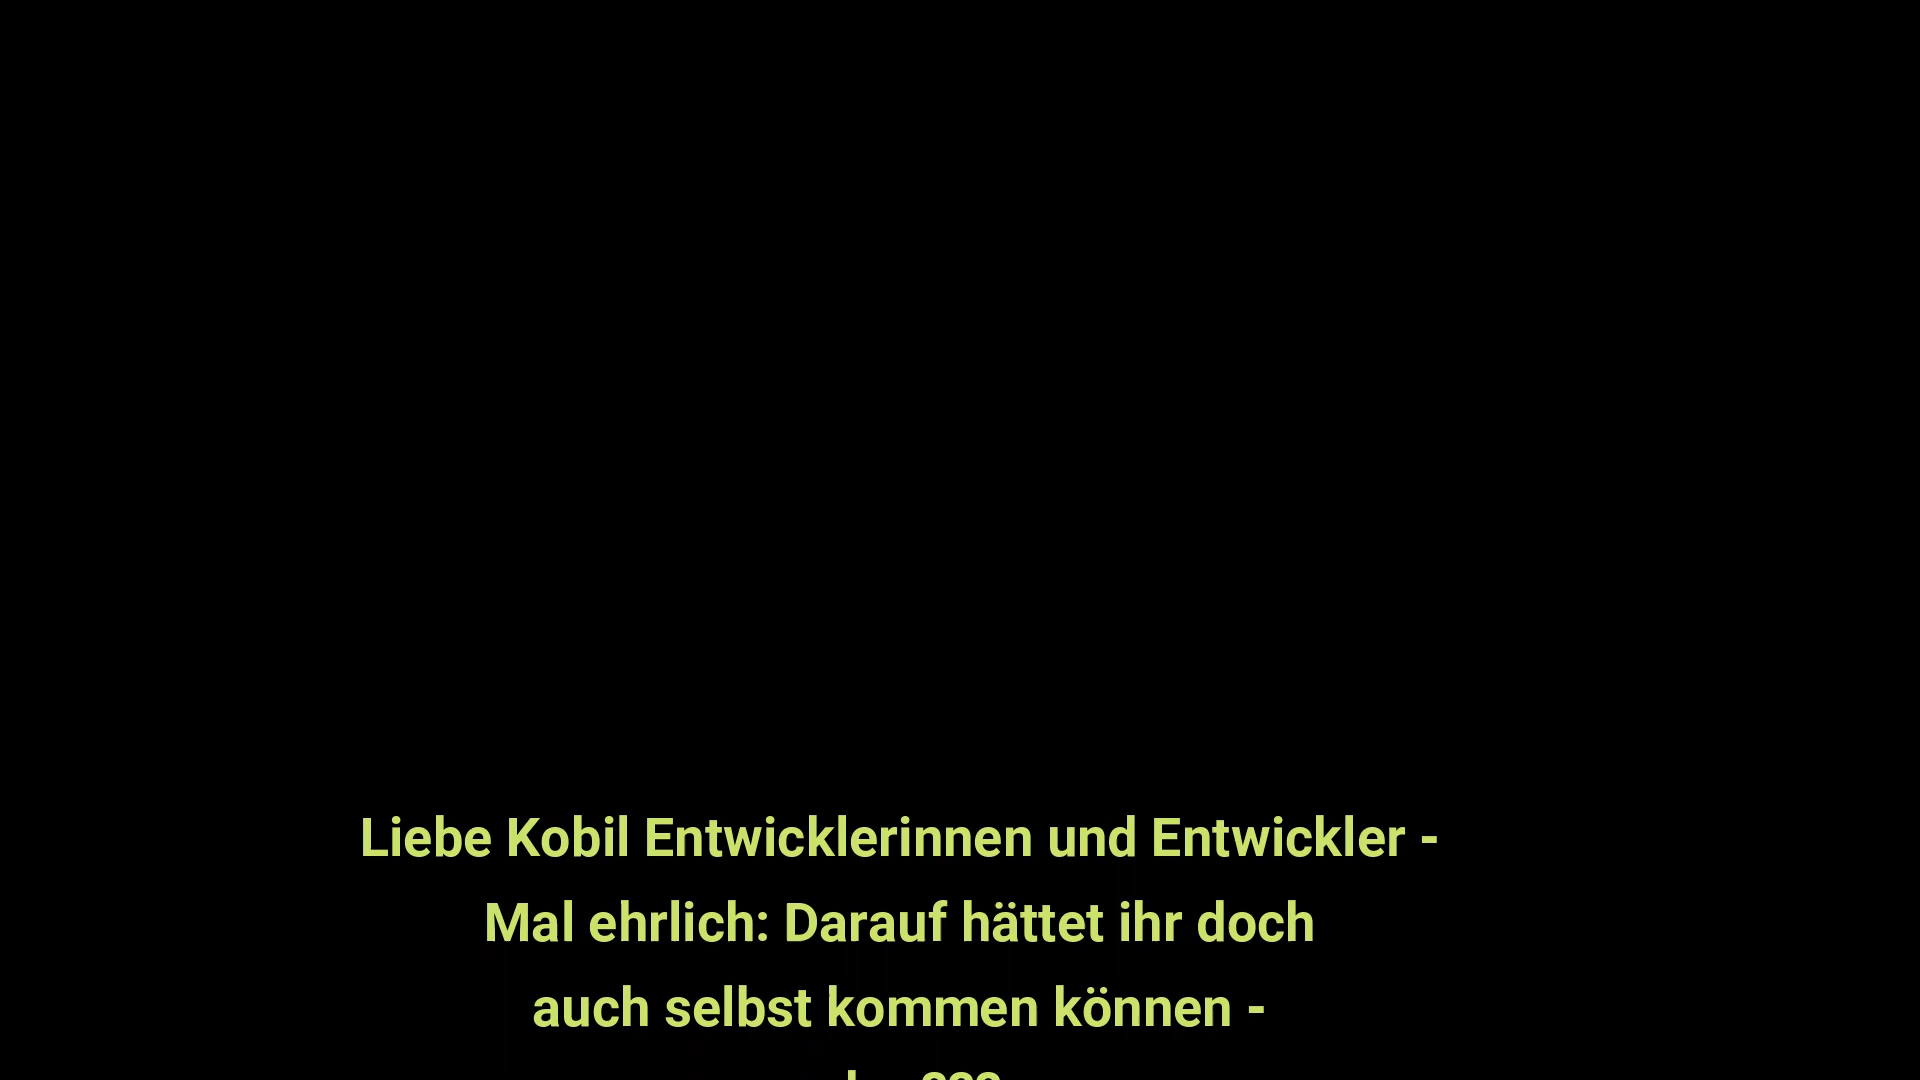 Liebe Kobil Entwicklerinnen und Entwickler -
Mal ehrlich: Darauf hättet ihr doch
auch selbst kommen können -